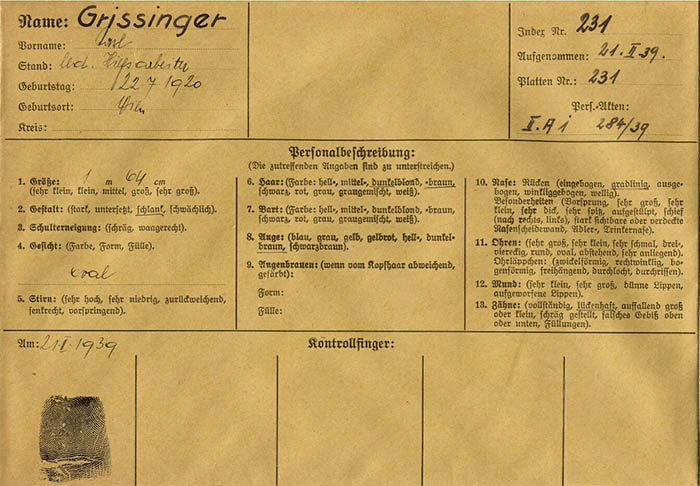 Name: Grissinger
Vorname:
Stand: led. Hilfsarbeiter
Geburtstag: 22.7.1920
Geburtsort: Wien
Kreis:
Index Nr. 231
Aufgenommen: 21.II.39.
Platten Nr.: 231
Pers.-Akten:
II.A i 284/39
Personalbeschreibung:
(Die zutreffenden Angaben sind zu unterstreichen.)
1. Größe: 1 m 64 cm
(sehr klein, klein, mittel, groß, sehr groß).
2. Gestalt: (stark, untersetzt, schlank, schwächlich).
3. Schulterneigung: (schräg, waagerecht).
4. Gesicht: (Farbe, Form, Fülle).
oval
5. Stirn: (sehr hoch, sehr niedrig, zurückweichend,
senkrecht, vorspringend).
6. Haar: (Farbe: hell-, mittel-, dunkelblond, -braun,
schwarz, rot, grau, graugemischt, weiß).
7. Bart: (Farbe: hell-, mittel-, dunkelblond, -braun,
schwarz, rot, grau, graugemischt, weiß).
8. Auge: (blau, grau, gelb, gelbrot, hell-, dunkel-
braun, schwarzbraun).
9. Augenbrauen: (wenn vom Kopfhaar abweichend,
gefärbt):
Form:
Fülle:
10. Nase: Rücken (eingebogen, gradlinig, ausge-
bogen, winkliggebogen, wellig).
Besonderheiten (Vorsprung, sehr groß, sehr
klein, sehr dick, sehr spitz, aufgestülpt, schief
(nach rechts, links), stark sichtbare oder verdeckte
Nasenscheidewand, Adler-, Trinkernase).
11. Ohren: (sehr groß, sehr klein, sehr schmal, drei-,
viereckig, rund, oval, abstehend, sehr anliegend).
Ohrläppchen: (zwickelförmig, rechtwinklig, bo-
genförmig, freihängend, durchlocht, durchrissen).
12. Mund: (sehr klein, sehr groß, dünne Lippen,
aufgeworfene Lippen).
13. Zähne: (vollständig, lückenhaft, auffallend groß
oder klein, schräg gestellt, falsches Gebiß oben
oder unten, Füllungen).
Am: 21.II.1939
Kontrollfinger: